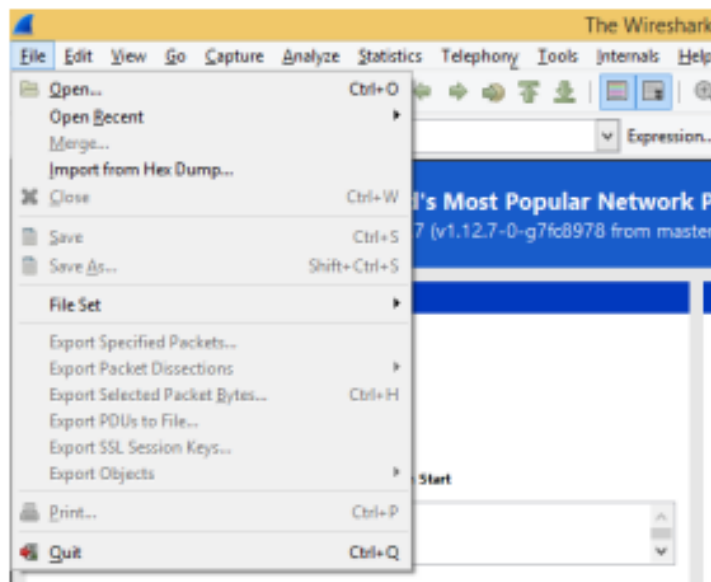 The Wireshark
File Edit View Go Capture Analyze Statistics Telephony Tools Internals Help
Open... Ctrl+O
Open Recent
Merge...
Expression...
Import from Hex Dump...
Close Ctrl+W
's Most Popular Network P
Save Ctrl+S
7 (v1.12.7-0-g7fc8978 from master
Save As... Shift+Ctrl+S
File Set
Export Specified Packets...
Export Packet Dissections
Export Selected Packet Bytes... Ctrl+H
Export PDUs to File...
Export SSL Session Keys...
Export Objects
Start
Print... Ctrl+P
Quit Ctrl+Q